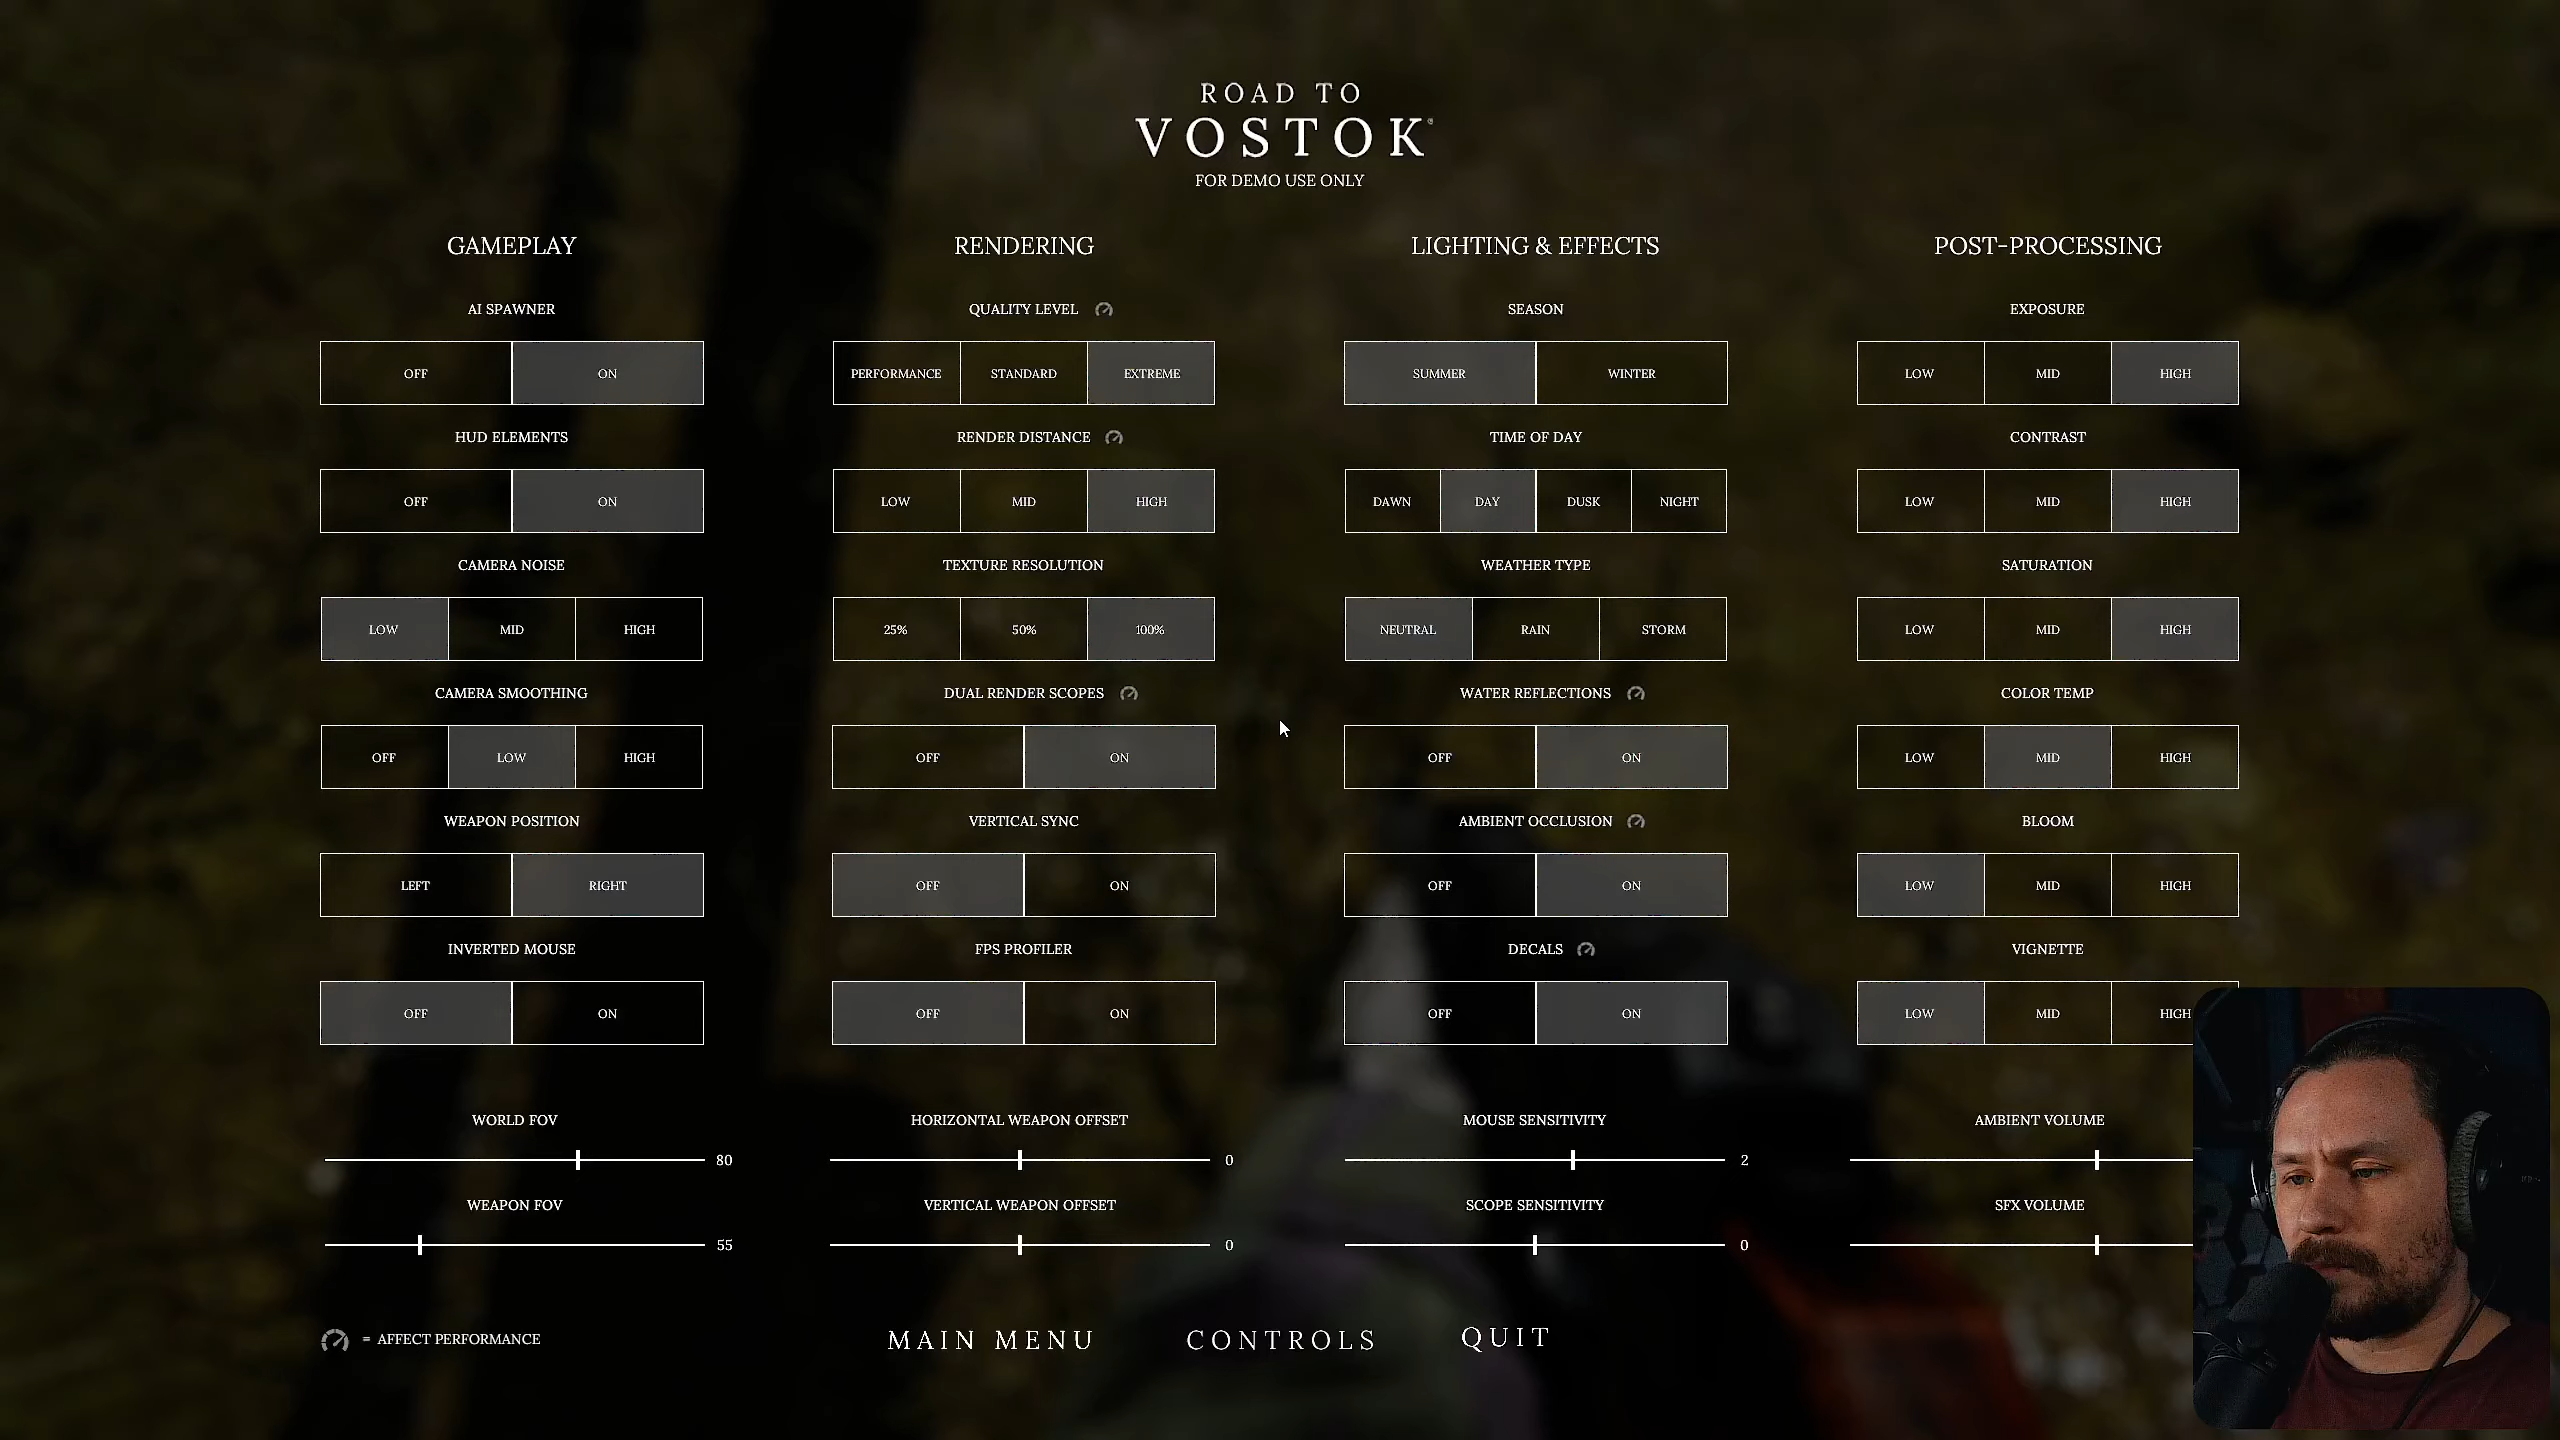 ROAD TO
VOSTOK
FOR DEMO USE ONLY
GAMEPLAY
AI SPAWNER
OFF ON
HUD ELEMENTS
OFF ON
CAMERA NOISE
LOW MID HIGH
CAMERA SMOOTHING
OFF LOW HIGH
WEAPON POSITION
LEFT RIGHT
INVERTED MOUSE
OFF ON
WORLD FOV
80
WEAPON FOV
55
RENDERING
QUALITY LEVEL
PERFORMANCE STANDARD EXTREME
RENDER DISTANCE
LOW MID HIGH
TEXTURE RESOLUTION
25% 50% 100%
DUAL RENDER SCOPES
OFF ON
VERTICAL SYNC
OFF ON
FPS PROFILER
OFF ON
HORIZONTAL WEAPON OFFSET
0
VERTICAL WEAPON OFFSET
0
LIGHTING & EFFECTS
SEASON
SUMMER WINTER
TIME OF DAY
DAWN DAY DUSK NIGHT
WEATHER TYPE
NEUTRAL RAIN STORM
WATER REFLECTIONS
OFF ON
AMBIENT OCCLUSION
OFF ON
DECALS
OFF ON
MOUSE SENSITIVITY
2
SCOPE SENSITIVITY
0
POST-PROCESSING
EXPOSURE
LOW MID HIGH
CONTRAST
LOW MID HIGH
SATURATION
LOW MID HIGH
COLOR TEMP
LOW MID HIGH
BLOOM
LOW MID HIGH
VIGNETTE
LOW MID HIGH
AMBIENT VOLUME
SFX VOLUME
= AFFECT PERFORMANCE
MAIN MENU CONTROLS QUIT